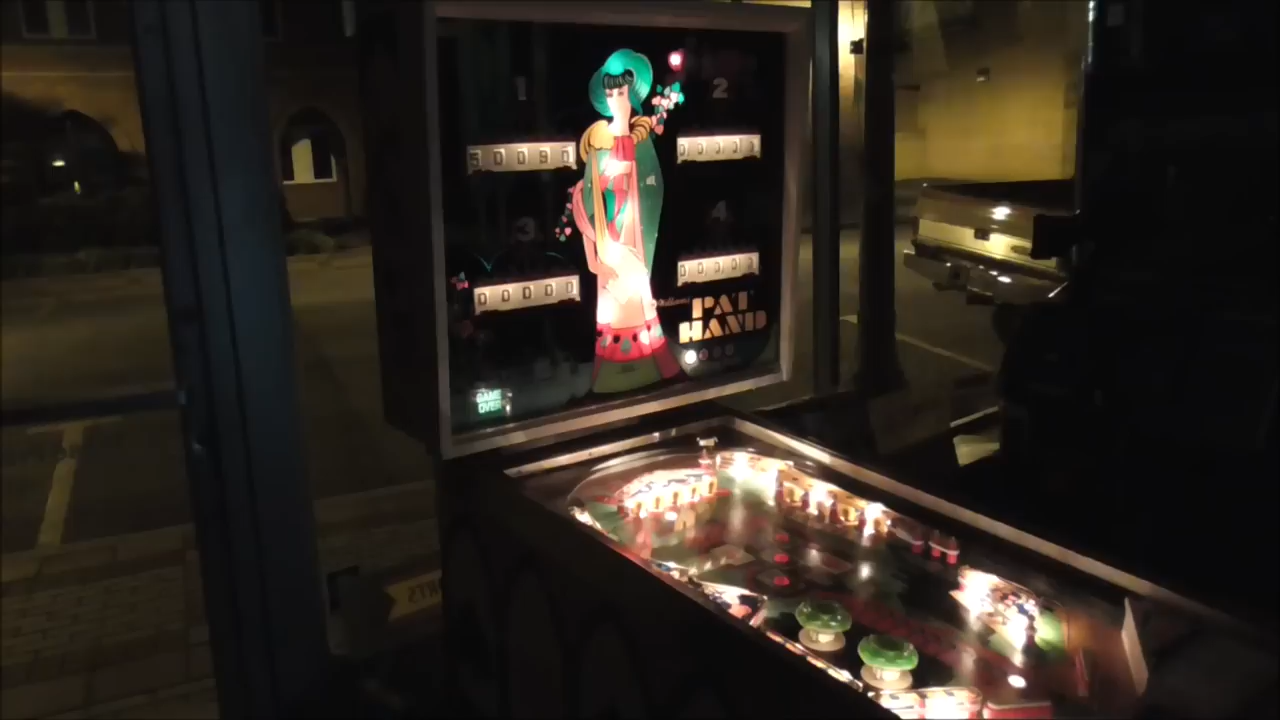 1
2
50090
00000
3
4
00000
00000
Williams
PAT
HAND
GAME
OVER